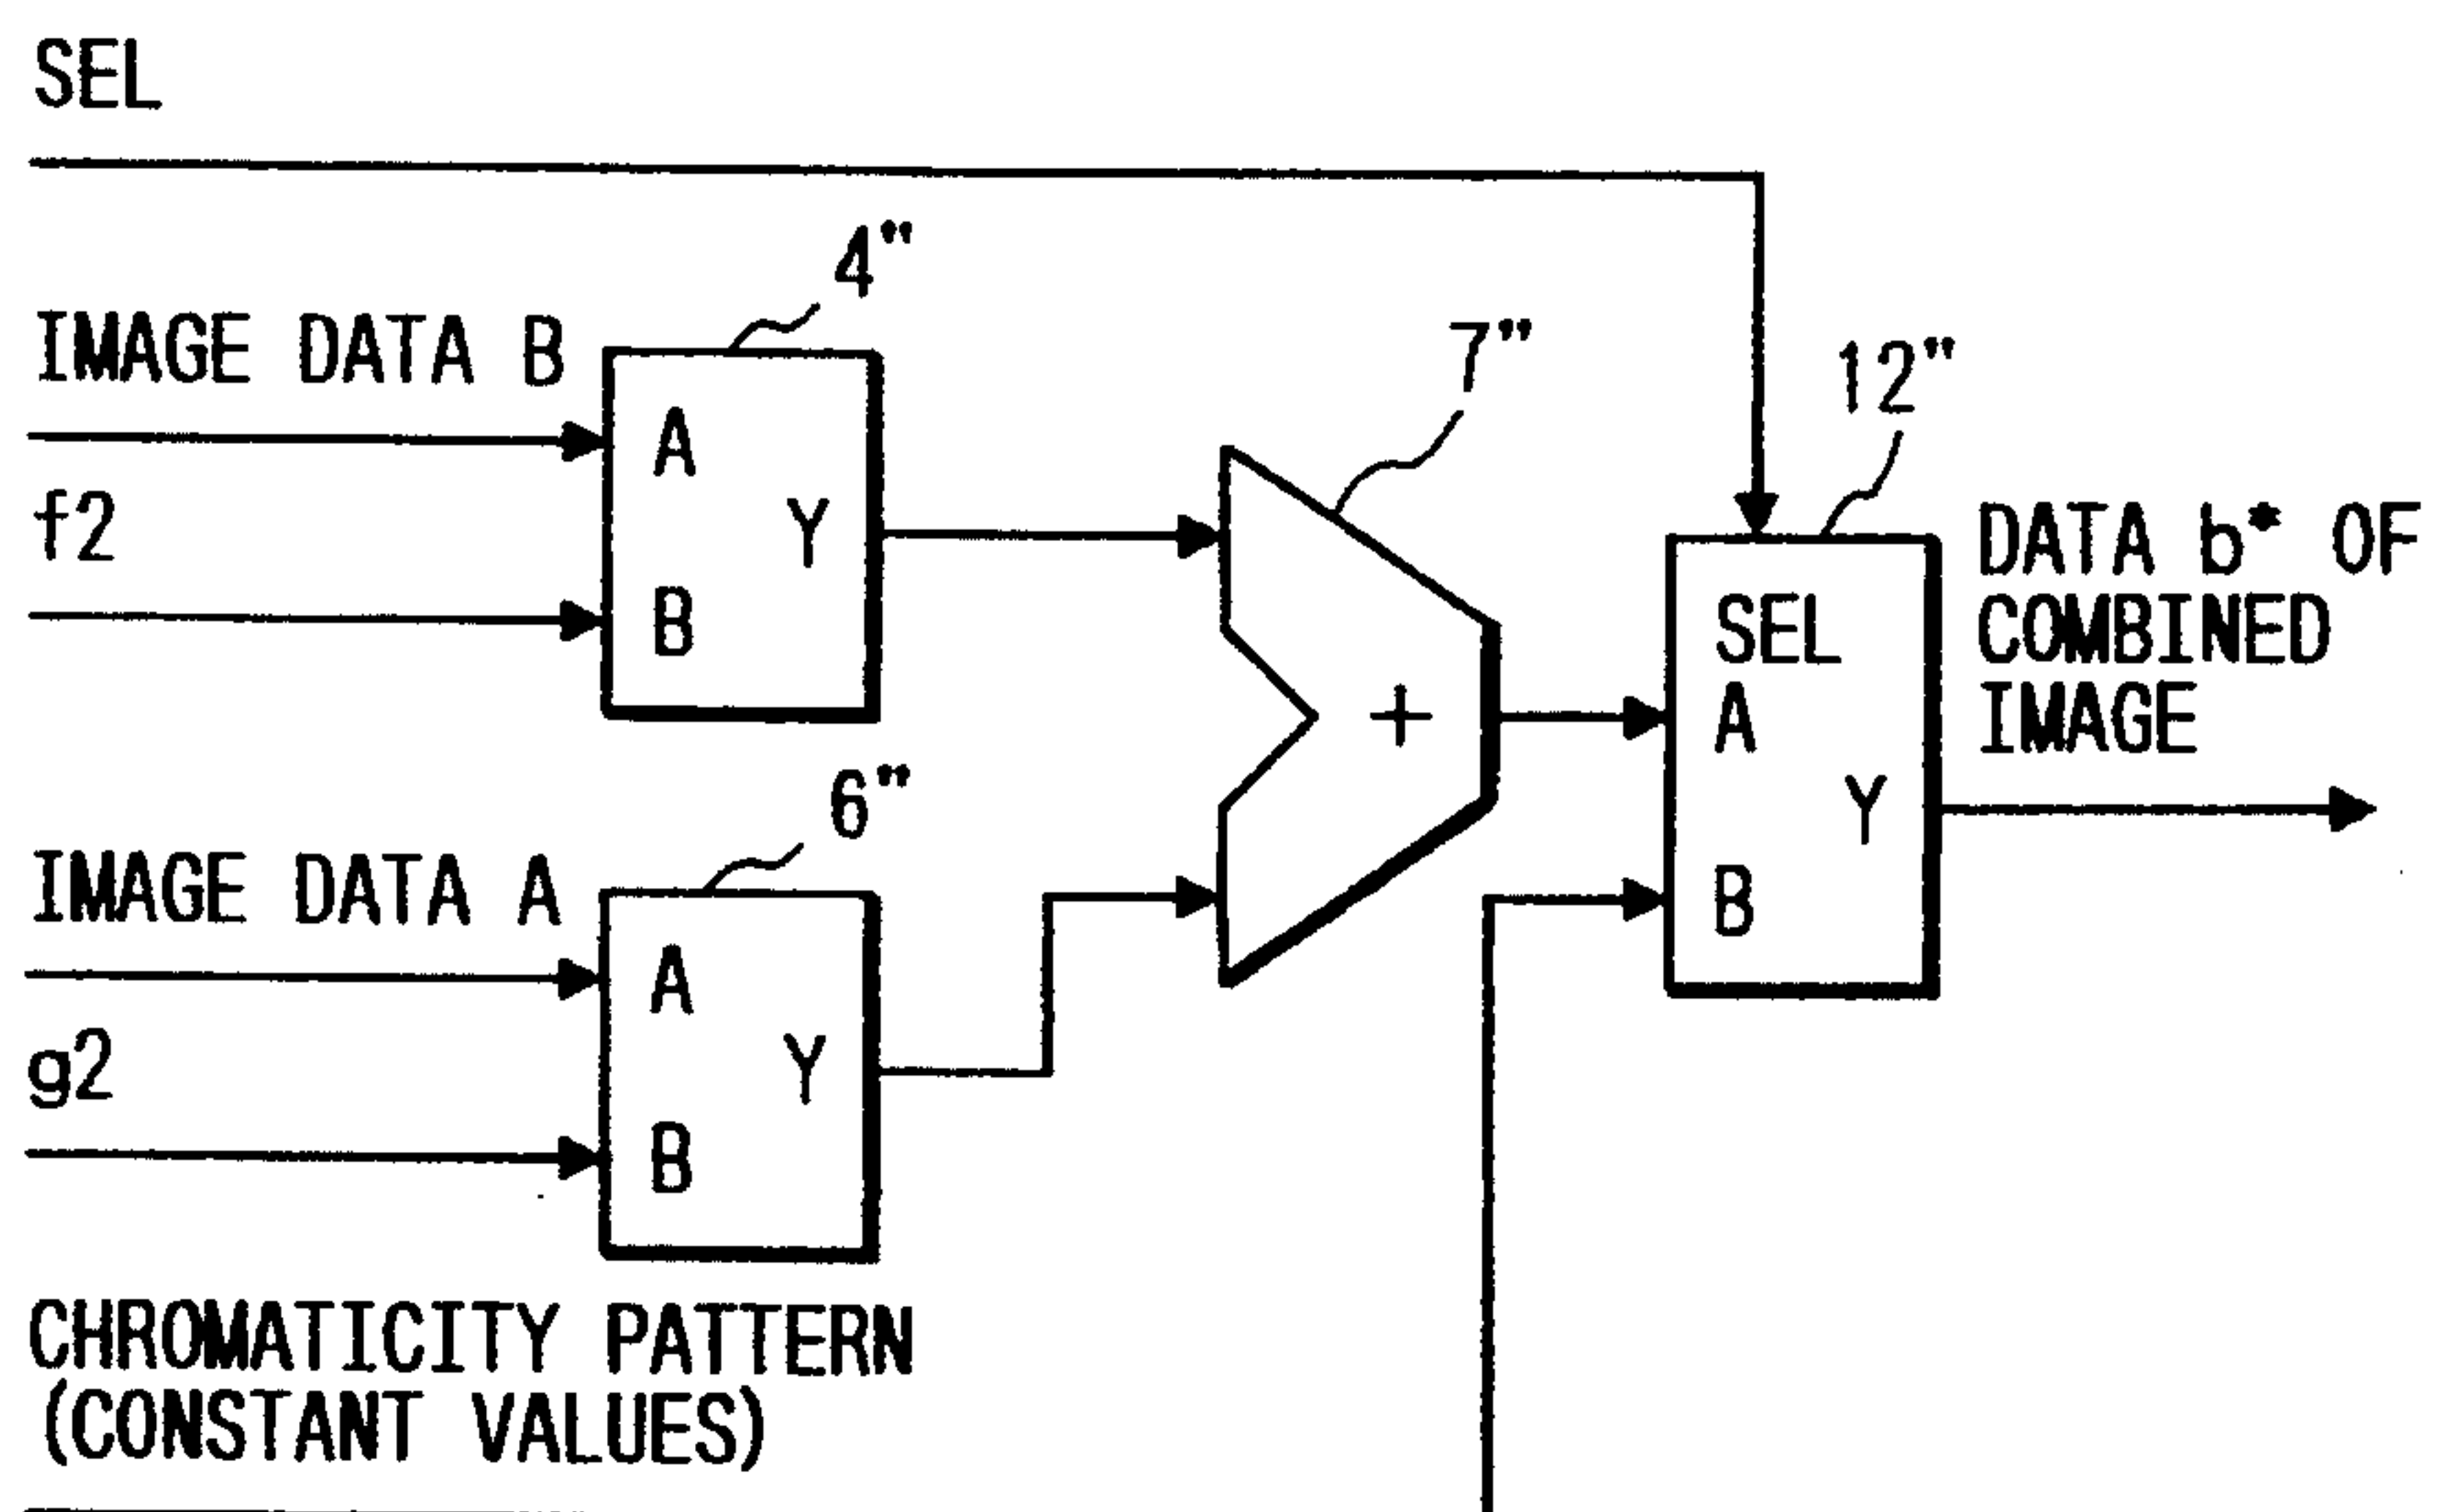 SEL
4"
IMAGE DATA B
7"
12"
A
f2
Y
DATA b* OF
COMBINED
IMAGE
B
SEL
A
+
6"
Y
IMAGE DATA A
B
A
g2
Y
B
CHROMATICITY PATTERN
(CONSTANT VALUES)